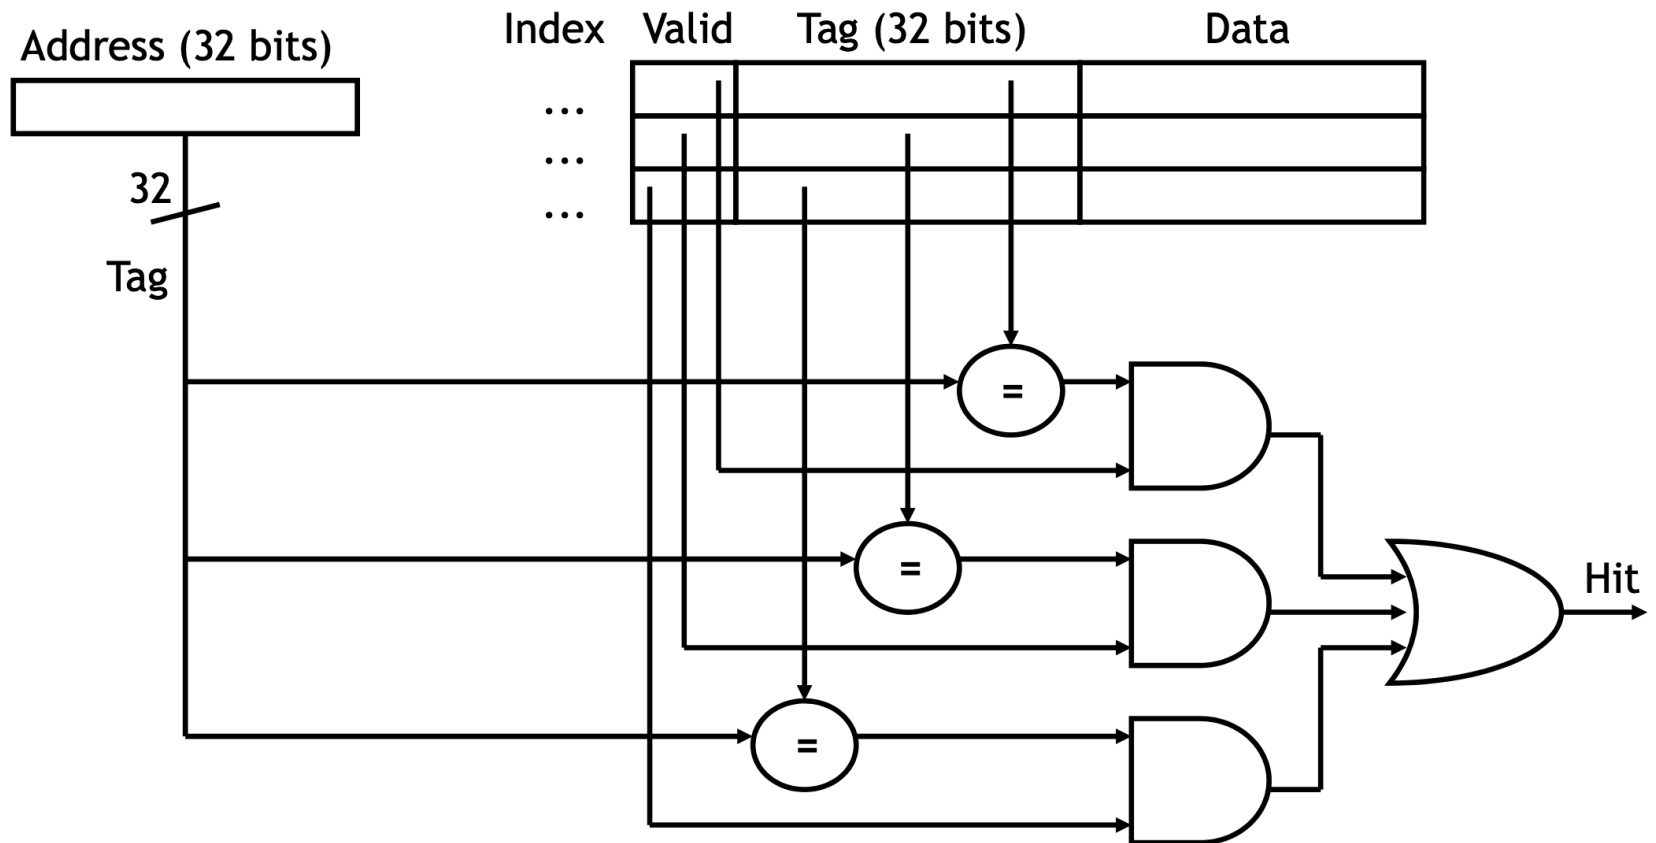 Address (32 bits)
Index Valid Tag (32 bits) Data
...
...
...
32
Tag
=
=
=
Hit